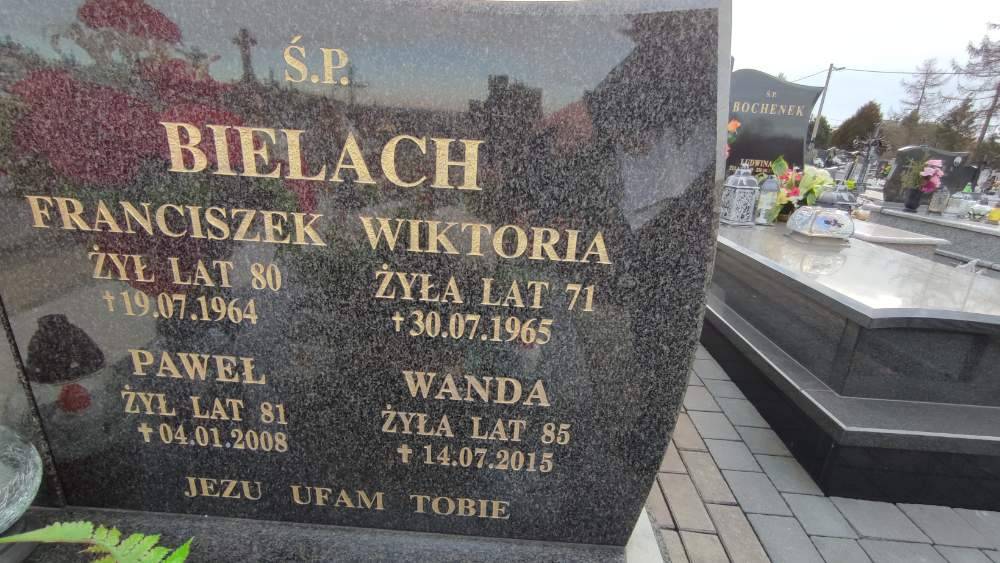 Ś.P.
BIELACH
FRANCISZEK
ŻYŁ LAT 80
†19.07.1964
WIKTORIA
ŻYŁA LAT 71
†30.07.1965
PAWEŁ
ŻYŁ LAT 81
†04.01.2008
WANDA
ŻYŁA LAT 85
†14.07.2015
JEZU UFAM TOBIE
Ś.P.
BOCHENEK
LUDWINA